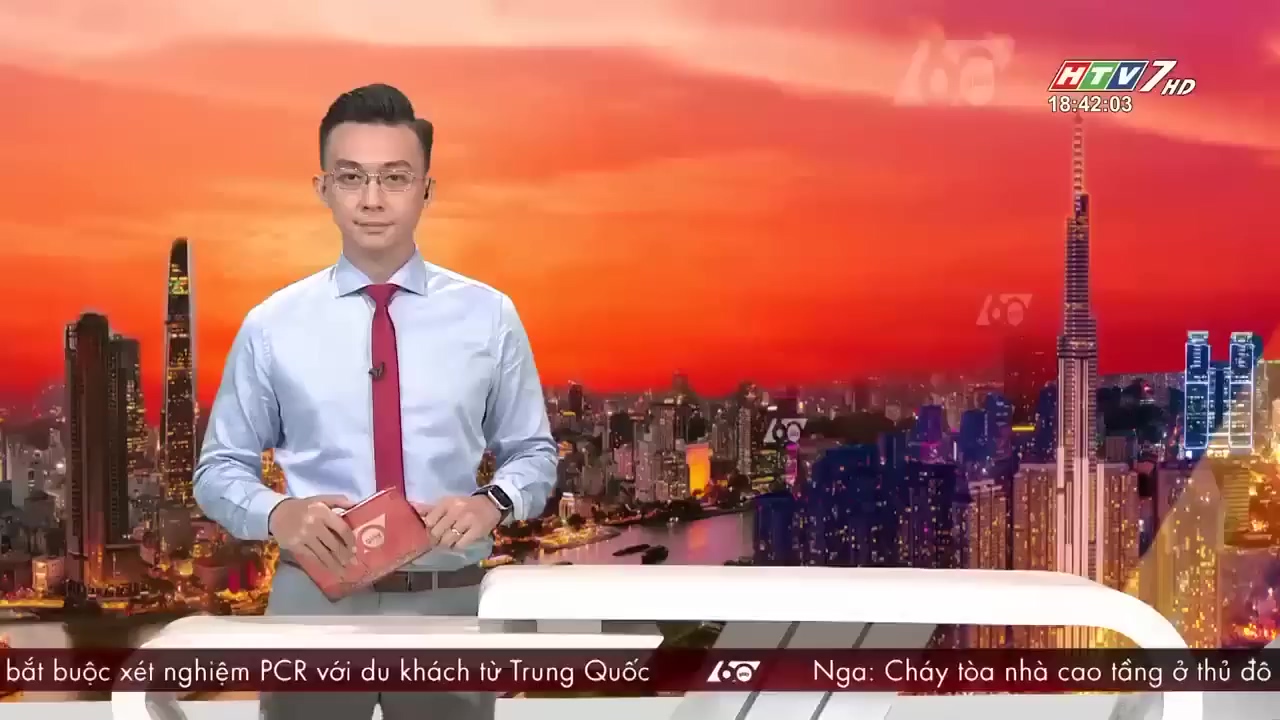 HTV7 HD
18:42:03
bắt buộc xét nghiệm PCR với du khách từ Trung Quốc 60 Nga: Cháy tòa nhà cao tầng ở thủ đô